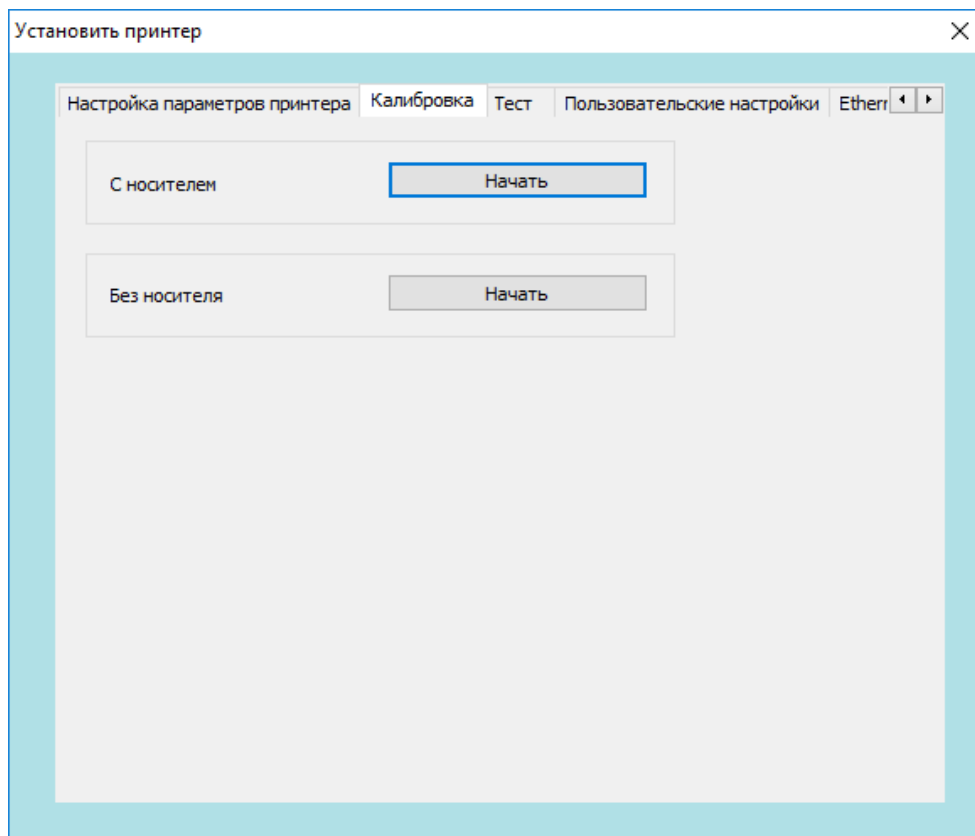 Установить принтер
Настройка параметров принтера Калибровка Тест Пользовательские настройки
С носителем Начать
Без носителя Начать